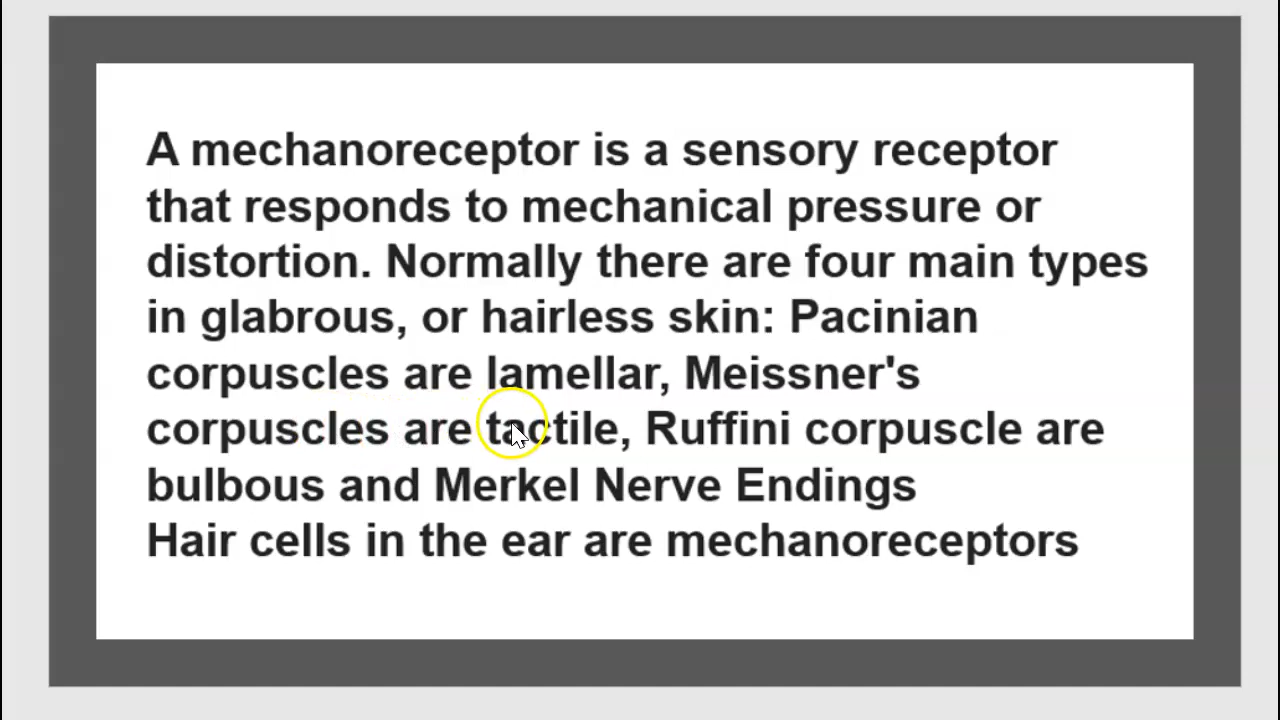 A mechanoreceptor is a sensory receptor
that responds to mechanical pressure or
distortion. Normally there are four main types
in glabrous, or hairless skin: Pacinian
corpuscles are lamellar, Meissner's
corpuscles are tactile, Ruffini corpuscle are
bulbous and Merkel Nerve Endings
Hair cells in the ear are mechanoreceptors